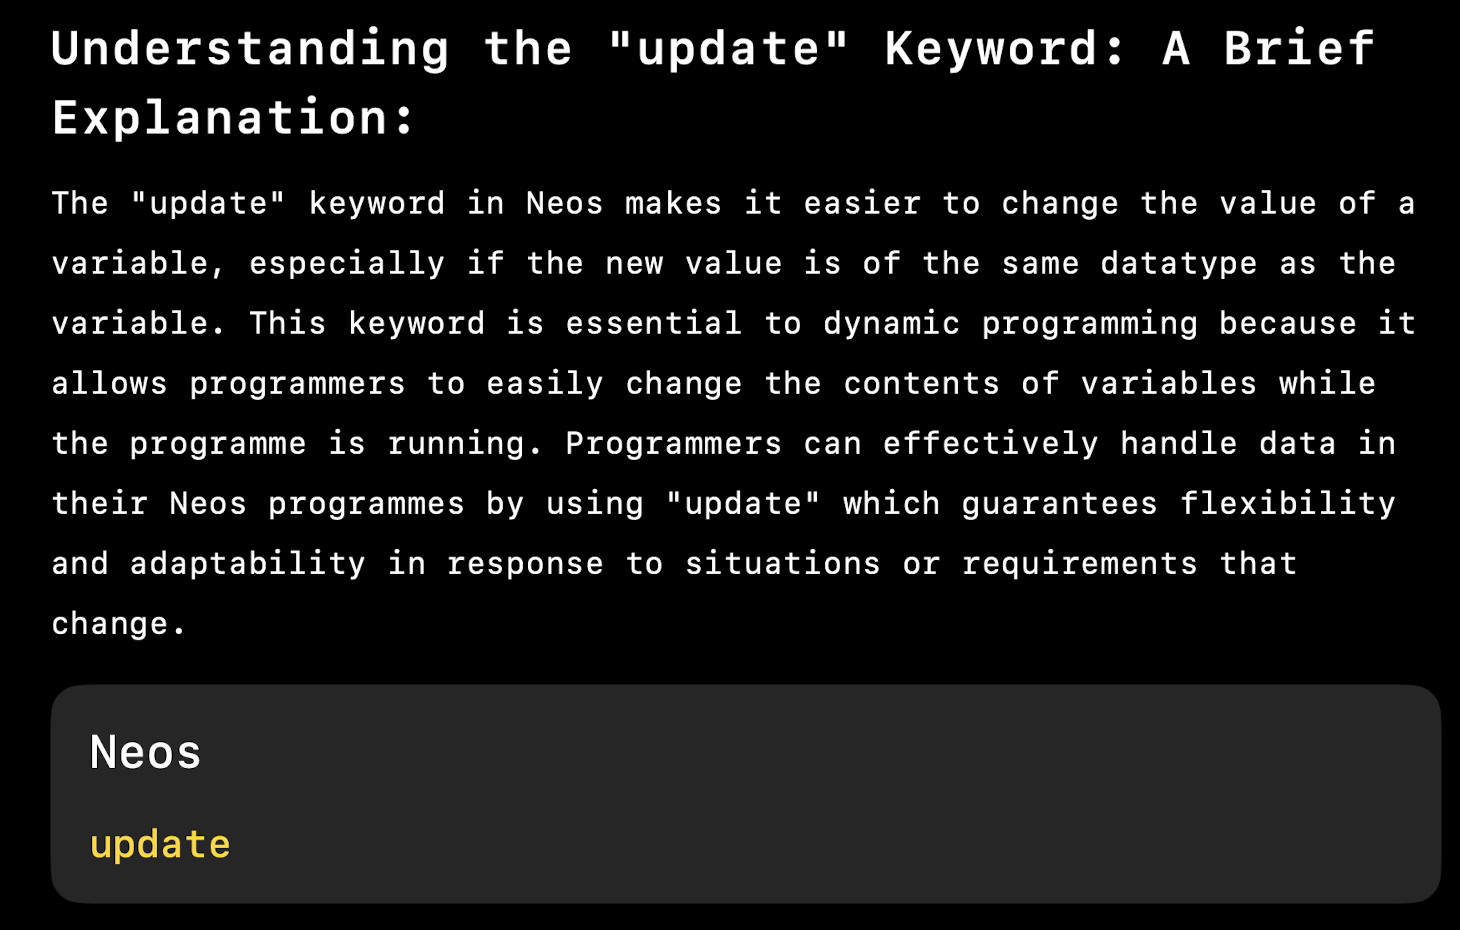 Understanding the "update" Keyword: A Brief
Explanation:
The "update" keyword in Neos makes it easier to change the value of a
variable, especially if the new value is of the same datatype as the
variable. This keyword is essential to dynamic programming because it
allows programmers to easily change the contents of variables while
the programme is running. Programmers can effectively handle data in
their Neos programmes by using "update" which guarantees flexibility
and adaptability in response to situations or requirements that
change.
Neos
update